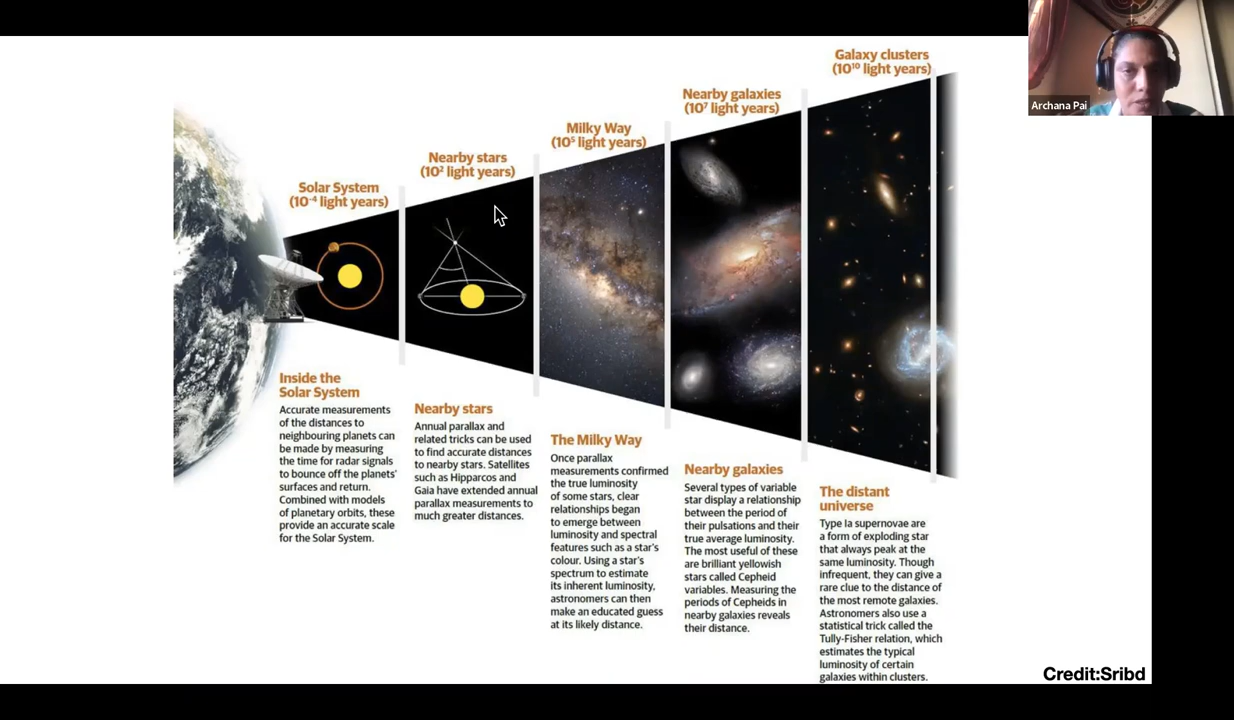 Galaxy clusters
(10¹⁰ light years)
Nearby galaxies
(10⁷ light years)
Milky Way
(10⁵ light years)
Nearby stars
(10² light years)
Solar System
(10⁻⁴ light years)
Archana Pai
Inside the
Solar System
Accurate measurements
of the distances to
neighbouring planets can
be made by measuring
the time for radar signals
to bounce off the planets'
surfaces and return.
Combined with models
of planetary orbits, these
provide an accurate scale
for the Solar System.
Nearby stars
Annual parallax and
related tricks can be used
to find accurate distances
to nearby stars. Satellites
such as Hipparcos and
Gaia have extended annual
parallax measurements to
much greater distances.
The Milky Way
Once parallax
measurements confirmed
the true luminosity
of some stars, clear
relationships began
to emerge between
luminosity and spectral
features such as a star's
colour. Using a star's
spectrum to estimate
its inherent luminosity,
astronomers can then
make an educated guess
at its likely distance.
Nearby galaxies
Several types of variable
star display a relationship
between the period of
their pulsations and their
true average luminosity.
The most useful of these
are brilliant yellowish
stars called Cepheid
variables. Measuring the
periods of Cepheids in
nearby galaxies reveals
their distance.
The distant
universe
Type Ia supernovae are
a form of exploding star
that always peak at the
same luminosity. Though
infrequent, they can give a
rare clue to the distance of
the most remote galaxies.
Astronomers also use a
statistical trick called the
Tully-Fisher relation, which
estimates the typical
luminosity of certain
galaxies within clusters.
Credit:Sribd